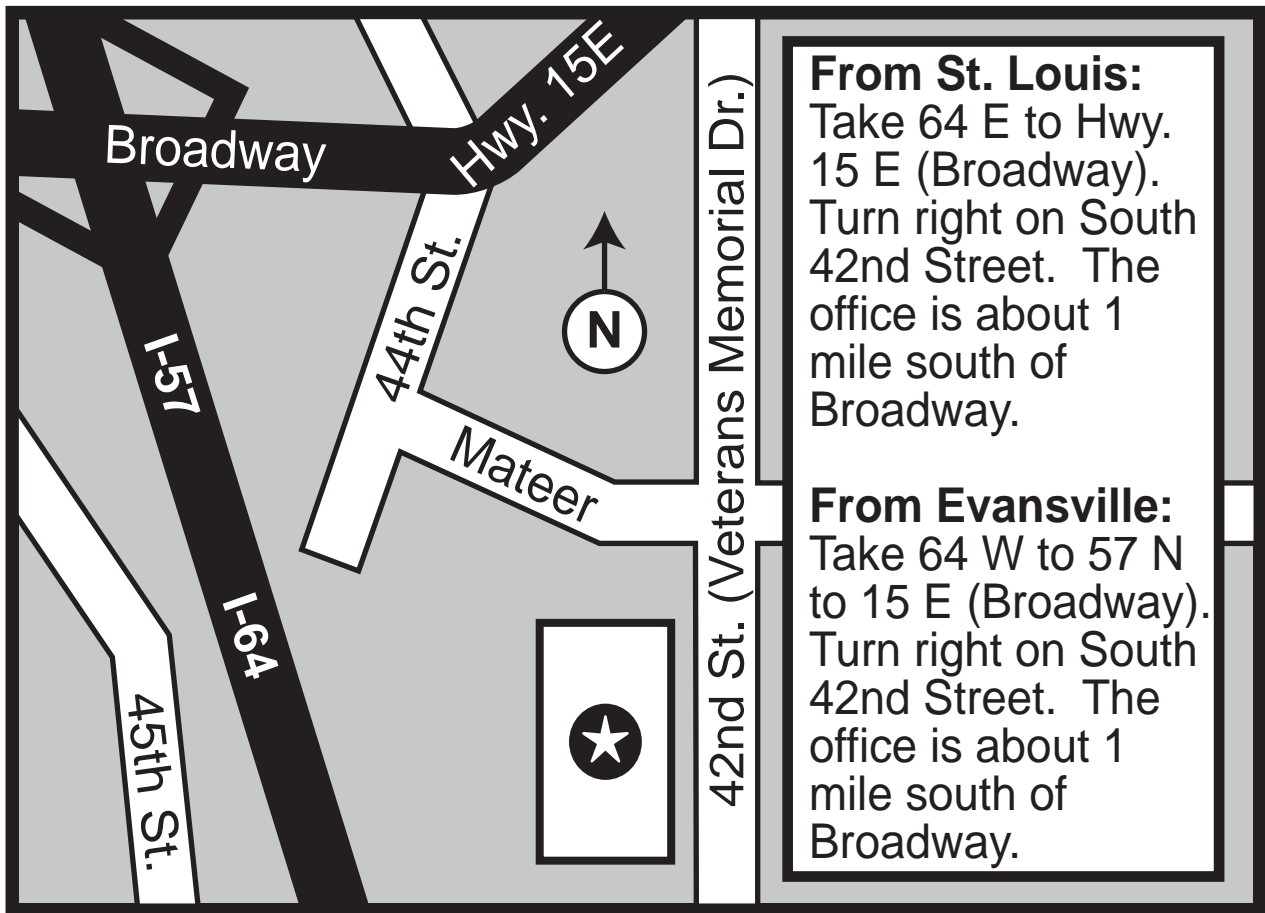 Broadway
Hwy. 15E
44th St.
N
I-57
Mateer
42nd St. (Veterans Memorial Dr.)
I-64
45th St.
From St. Louis:
Take 64 E to Hwy.
15 E (Broadway).
Turn right on South
42nd Street.  The
office is about 1
mile south of
Broadway.
From Evansville:
Take 64 W to 57 N
to 15 E (Broadway).
Turn right on South
42nd Street.  The
office is about 1
mile south of
Broadway.